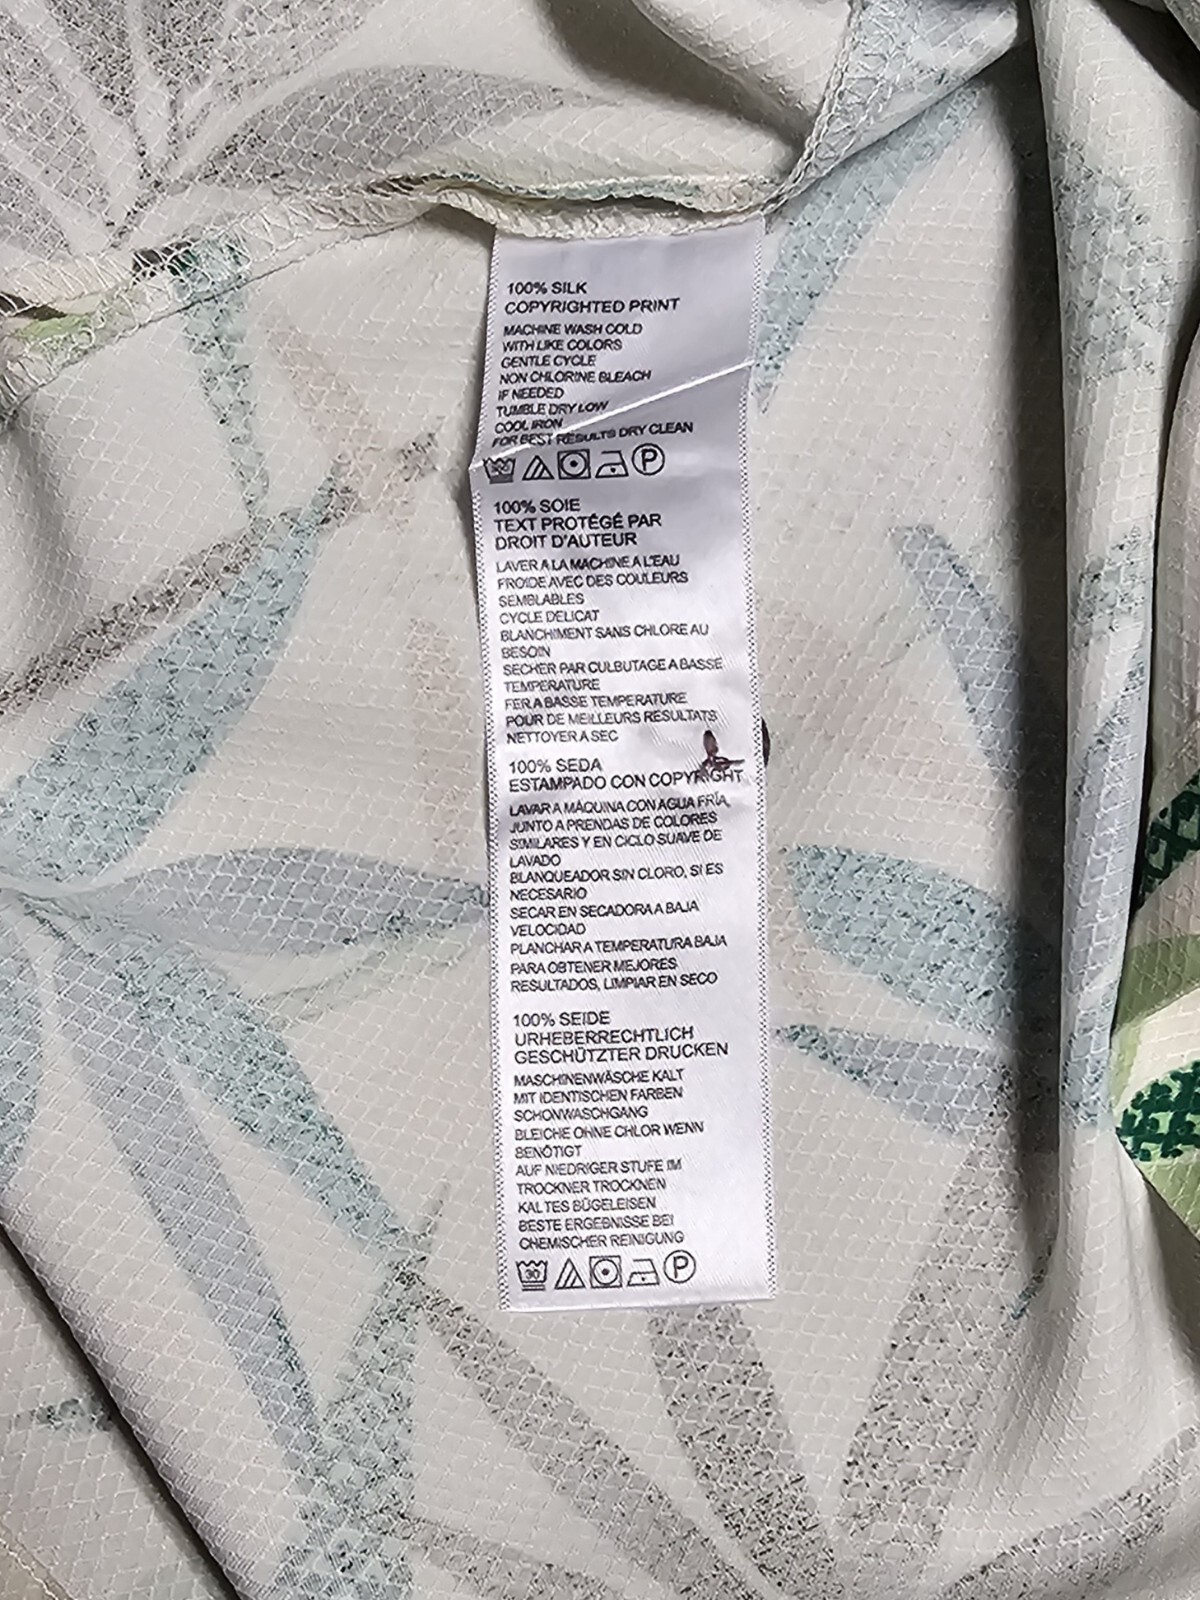 100% SILK
COPYRIGHTED PRINT
MACHINE WASH COLD
WITH LIKE COLORS
GENTLE CYCLE
NON CHLORINE BLEACH
IF NEEDED
TUMBLE DRY LOW
COOL IRON
FOR BEST RESULTS DRY CLEAN
P
100% SOIE
TEXT PROTÉGÉ PAR
DROIT D'AUTEUR
LAVER A LA MACHINE A L'EAU
FROIDE AVEC DES COULEURS
SEMBLABLES
CYCLE DELICAT
BLANCHIMENT SANS CHLORE AU
BESOIN
SECHER PAR CULBUTAGE A BASSE
TEMPERATURE
FER A BASSE TEMPERATURE
POUR DE MEILLEURS RESULTATS
NETTOYER A SEC
100% SEDA
ESTAMPADO CON COPYRIGHT
LAVAR A MÁQUINA CON AGUA FRÍA,
JUNTO A PRENDAS DE COLORES
SIMILARES Y EN CICLO SUAVE DE
LAVADO
BLANQUEADOR SIN CLORO, SI ES
NECESARIO
SECAR EN SECADORA A BAJA
VELOCIDAD
PLANCHAR A TEMPERATURA BAJA
PARA OBTENER MEJORES
RESULTADOS, LIMPIAR EN SECO
100% SEIDE
URHEBERRECHTLICH
GESCHÜTZTER DRUCKEN
MASCHINENWÄSCHE KALT
MIT IDENTISCHEN FARBEN
SCHONWASCHGANG
BLEICHE OHNE CHLOR WENN
BENÖTIGT
AUF NIEDRIGER STUFE IM
TROCKNER TROCKNEN
KALTES BÜGELEISEN
BESTE ERGEBNISSE BEI
CHEMISCHER REINIGUNG
30 P